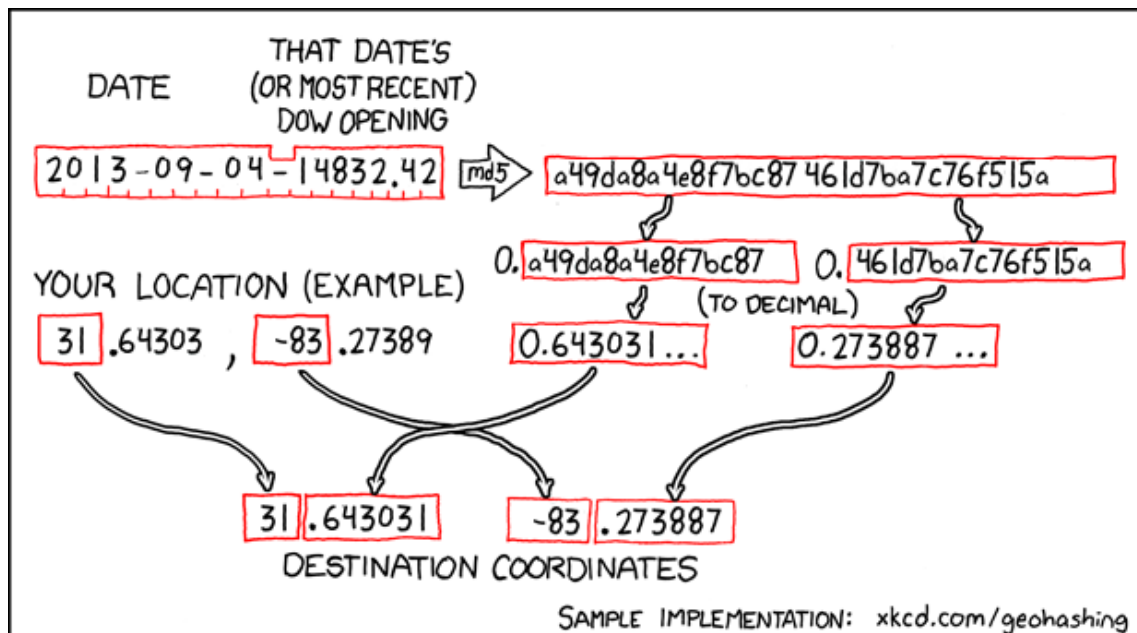 DATE
THAT DATE'S
(OR MOST RECENT)
DOW OPENING
2013-09-04-14832.42
md5
a49da8a4e8f7bc87 461d7ba7c76f515a
0.a49da8a4e8f7bc87
0.461d7ba7c76f515a
(TO DECIMAL)
YOUR LOCATION (EXAMPLE)
31.64303, -83.27389
0.643031...
0.273887 ...
31.643031
-83.273887
DESTINATION COORDINATES
SAMPLE IMPLEMENTATION: xkcd.com/geohashing